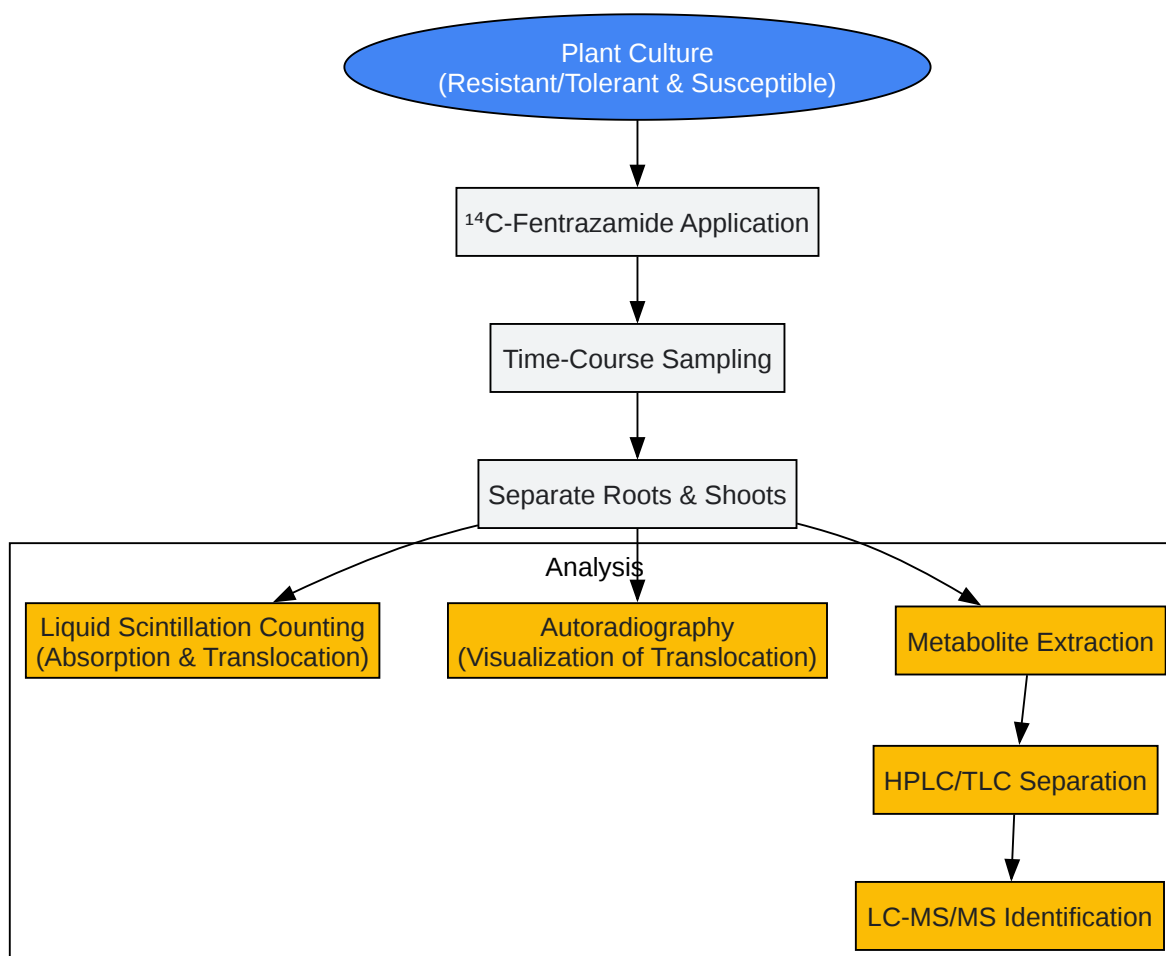 Plant Culture
(Resistant/Tolerant & Susceptible)
¹⁴C-Fentrazamide Application
Time-Course Sampling
Separate Roots & Shoots
Analysis
Liquid Scintillation Counting
(Absorption & Translocation)
Autoradiography
(Visualization of Translocation)
Metabolite Extraction
HPLC/TLC Separation
LC-MS/MS Identification